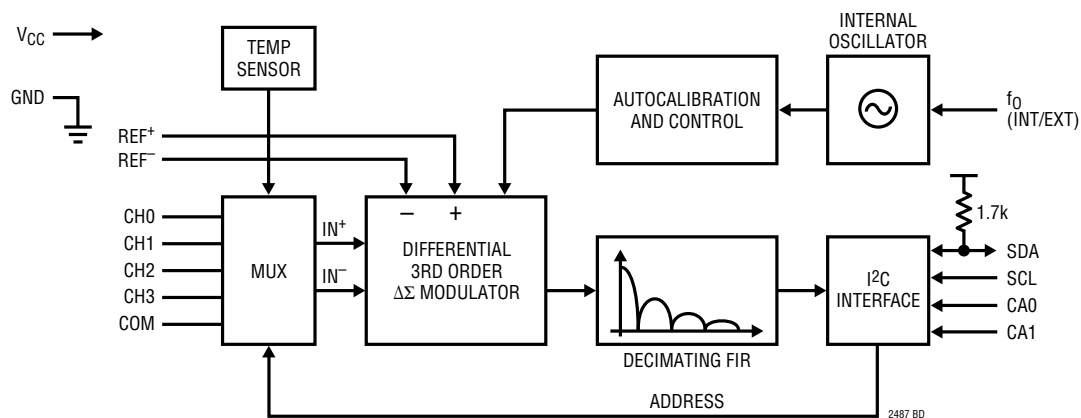 VCC
GND
TEMP
SENSOR
INTERNAL
OSCILLATOR
AUTOCALIBRATION
AND CONTROL
fO
(INT/EXT)
REF+
REF–
1.7k
CH0
CH1
CH2
CH3
COM
MUX
IN+
IN–
– +
DIFFERENTIAL
3RD ORDER
ΔΣ MODULATOR
DECIMATING FIR
I2C
INTERFACE
SDA
SCL
CA0
CA1
ADDRESS
2487 BD